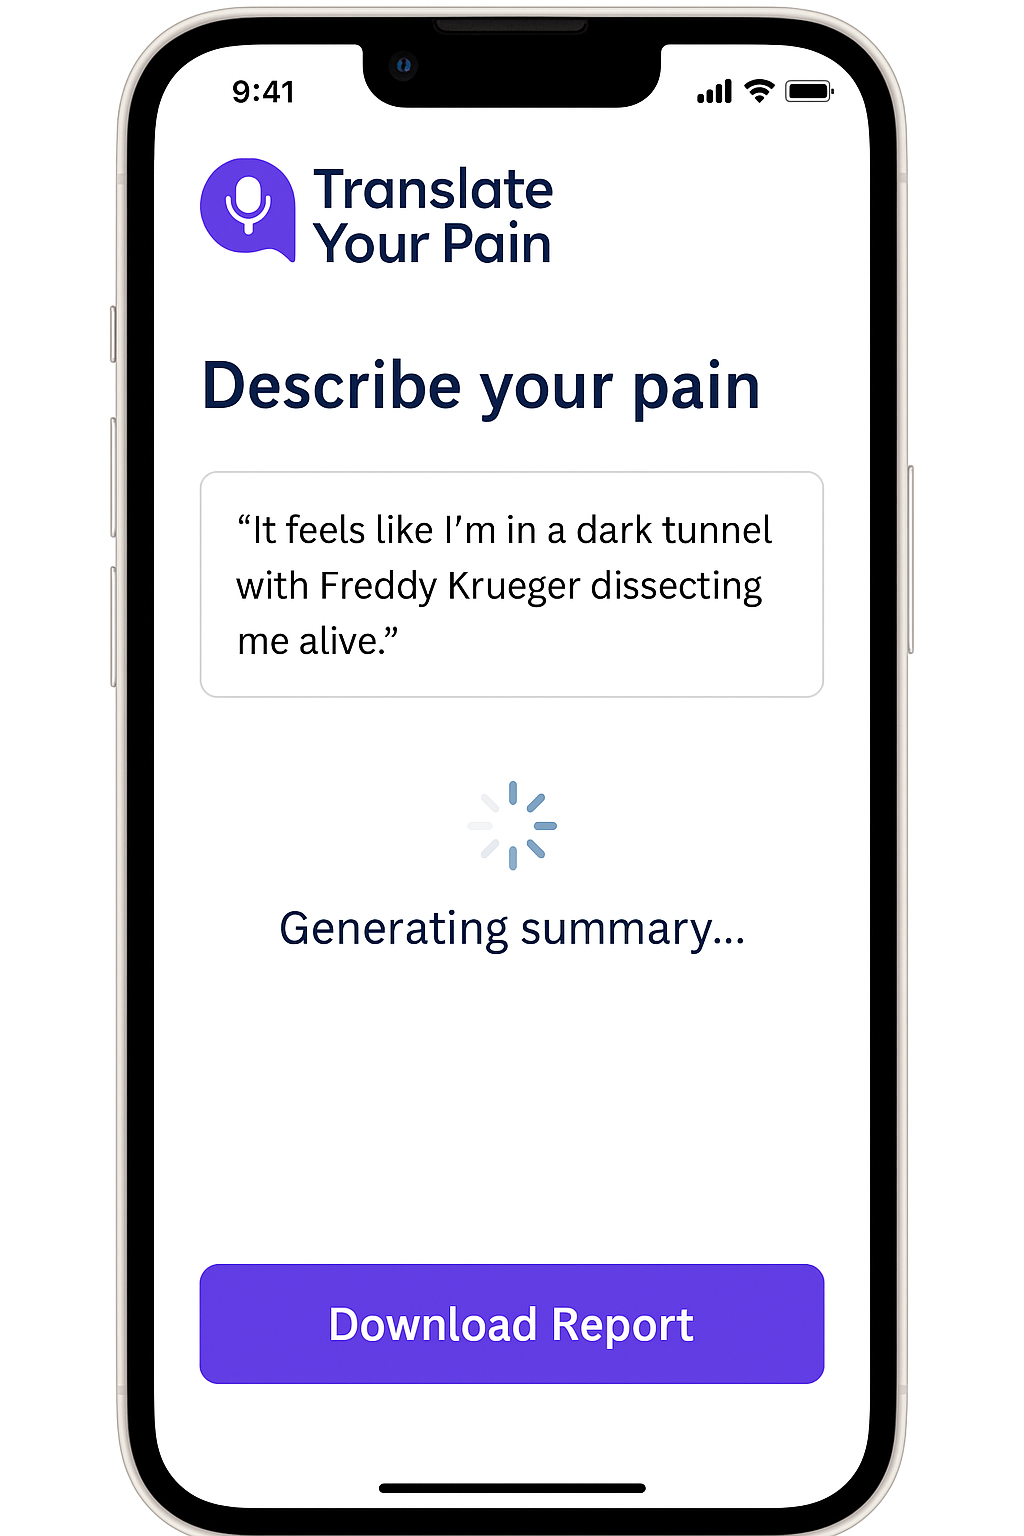 9:41
Translate
Your Pain
Describe your pain
“It feels like I’m in a dark tunnel
with Freddy Krueger dissecting
me alive.”
Generating summary...
Download Report